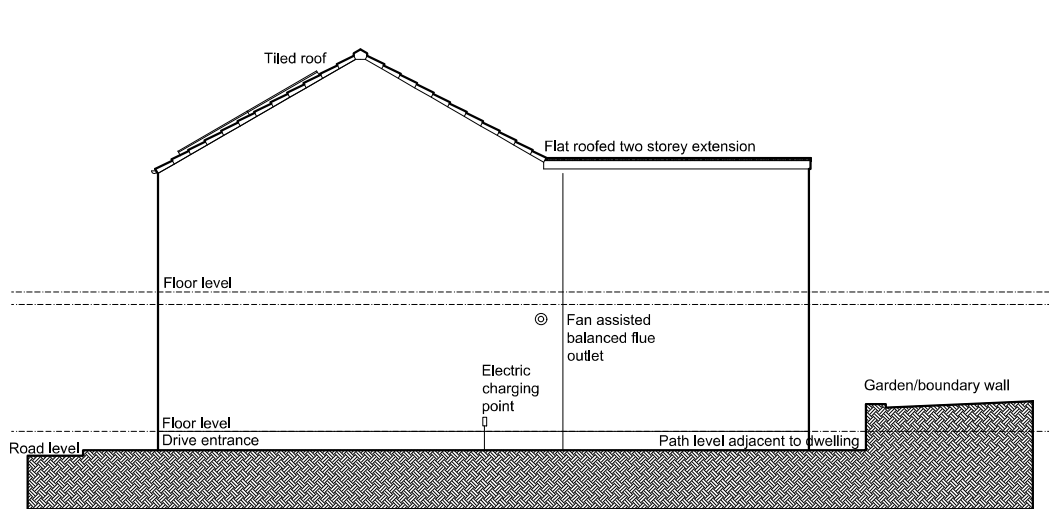 Tiled roof
Flat roofed two storey extension
Floor level
Fan assisted
balanced flue
outlet
Electric
charging
point
Garden/boundary wall
Floor level
Drive entrance
Path level adjacent to dwelling
Road level